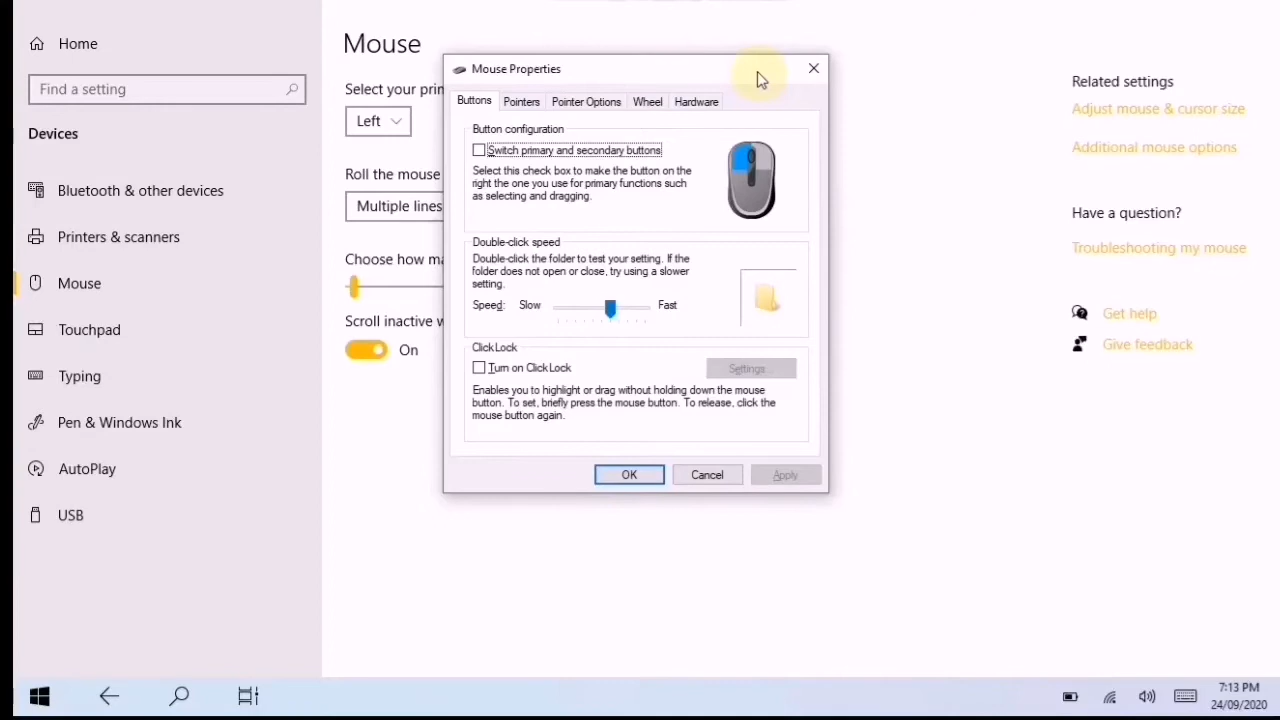 Home
Find a setting
Devices
Bluetooth & other devices
Printers & scanners
Mouse
Touchpad
Typing
Pen & Windows Ink
AutoPlay
USB
Mouse
Select your prin
Left
Roll the mouse
Multiple lines
Choose how ma
Scroll inactive w
On
Mouse Properties
Buttons
Pointers
Pointer Options
Wheel
Hardware
Button configuration
Switch primary and secondary buttons
Select this check box to make the button on
the right the one you use for primary functions such
as selecting and dragging.
Double-click speed
Double-click the folder to test your setting. If the
folder does not open or close, try using a slower
setting.
Speed: Slow Fast
ClickLock
Turn on ClickLock
Settings...
Enables you to highlight or drag without holding down the mouse
button. To set, briefly press the mouse button. To release, click the
mouse button again.
OK
Cancel
Apply
Related settings
Adjust mouse & cursor size
Additional mouse options
Have a question?
Troubleshooting my mouse
Get help
Give feedback
7:13 PM
24/09/2020